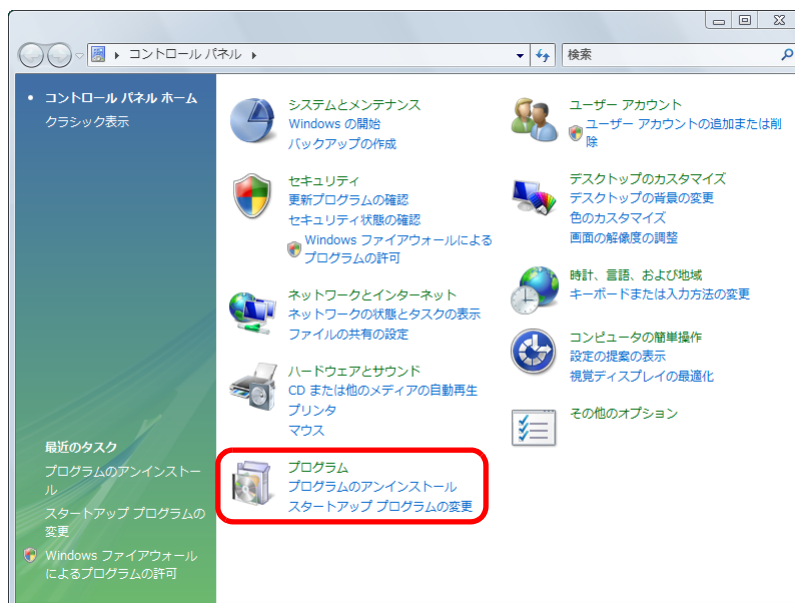 コントロール パネル
検索
コントロール パネル ホーム
クラシック表示
最近のタスク
プログラムのアンインストー
ル
スタートアップ プログラムの
変更
Windows ファイアウォール
によるプログラムの許可
システムとメンテナンス
Windows の開始
バックアップの作成
セキュリティ
更新プログラムの確認
セキュリティ状態の確認
Windows ファイアウォールによる
プログラムの許可
ネットワークとインターネット
ネットワークの状態とタスクの表示
ファイルの共有の設定
ハードウェアとサウンド
CD または他のメディアの自動再生
プリンタ
マウス
プログラム
プログラムのアンインストール
スタートアップ プログラムの変更
ユーザー アカウント
ユーザー アカウントの追加または削
除
デスクトップのカスタマイズ
デスクトップの背景の変更
色のカスタマイズ
画面の解像度の調整
時計、言語、および地域
キーボードまたは入力方法の変更
コンピュータの簡単操作
設定の提案の表示
視覚ディスプレイの最適化
その他のオプション